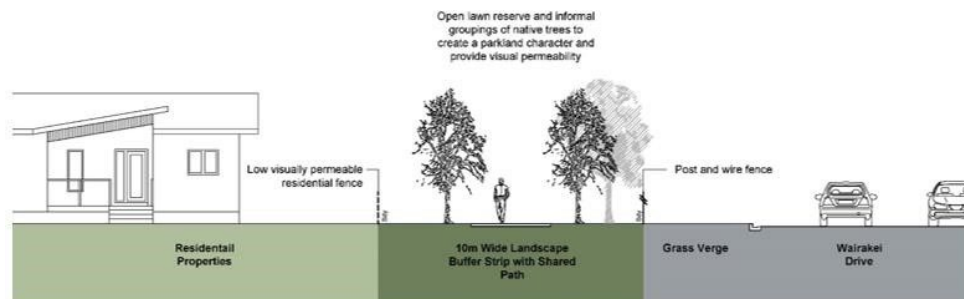 Open lawn reserve and informal
groupings of native trees to
create a parkland character and
provide visual permeability
Low visually permeable
residential fence
Post and wire fence
Bdy
Bdy
Residentail
Properties
10m Wide Landscape
Buffer Strip with Shared
Path
Grass Verge
Wairakei
Drive